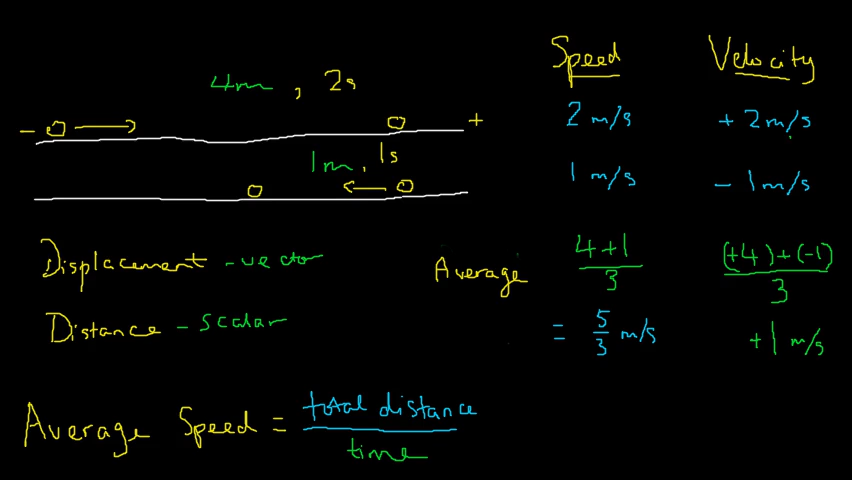 Speed Velocity
4m , 2s
- +
2 m/s + 2 m/s
1m, 1s
1 m/s - 1 m/s
Displacement - vector
Average 4+1/3 (+4)+(-1)/3
Distance - scalar
= 5/3 m/s +1 m/s
Average Speed = total distance/time